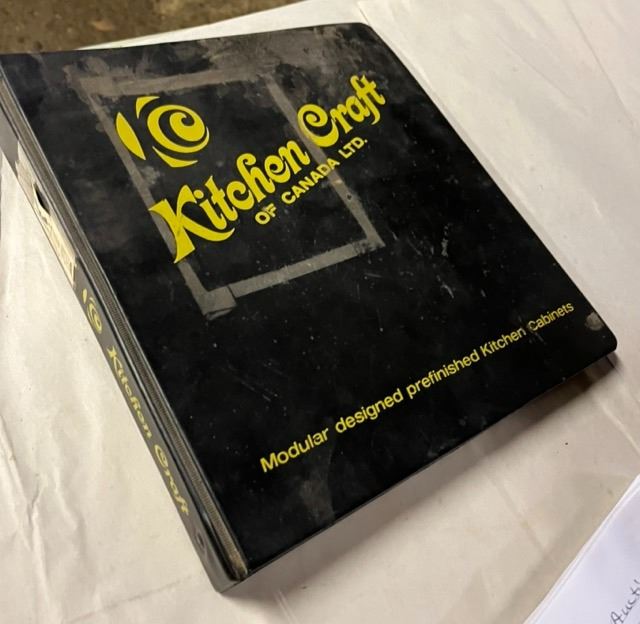 Kitchen Craft
OF CANADA LTD.
Modular designed prefinished Kitchen Cabinets
Kitchen Craft